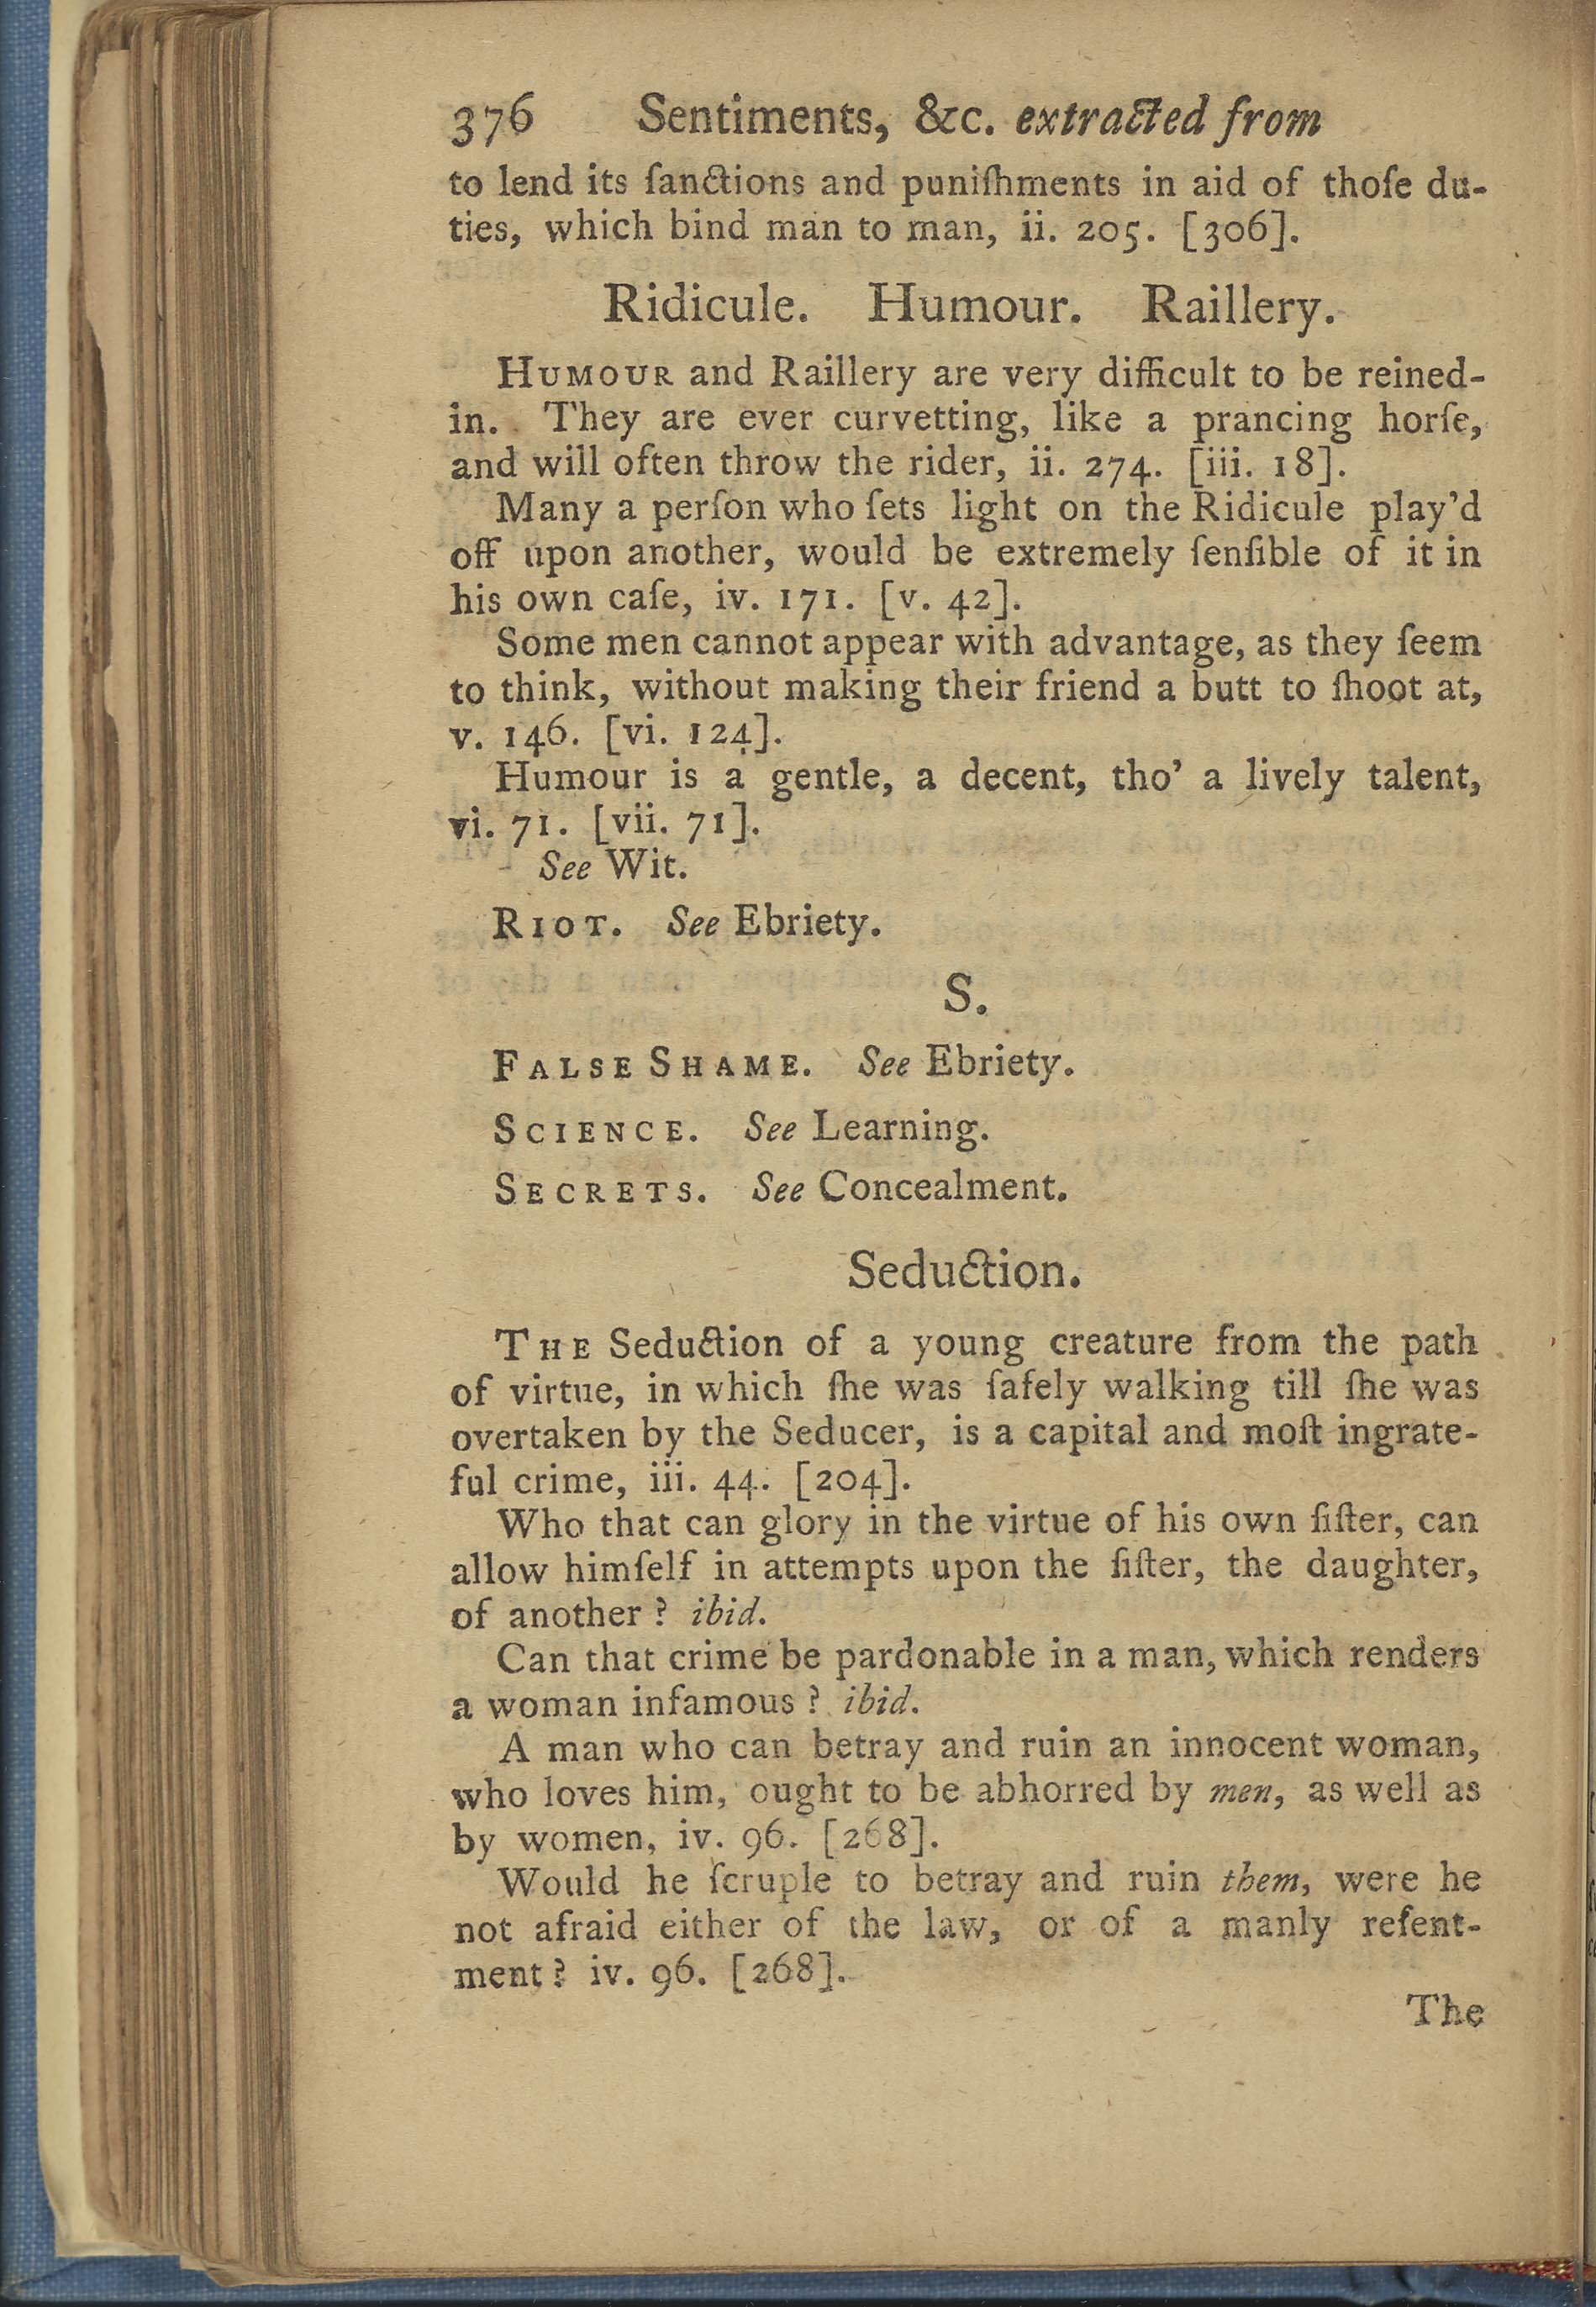 376 Sentiments, &c. extracted from
to lend its ſanctions and puniſhments in aid of thoſe du-
ties, which bind man to man, ii. 205. [306].
Ridicule. Humour. Raillery.
HUMOUR and Raillery are very difficult to be reined-
in. They are ever curvetting, like a prancing horſe,
and will often throw the rider, ii. 274. [iii. 18].
Many a perſon who ſets light on the Ridicule play'd
off upon another, would be extremely ſenſible of it in
his own caſe, iv. 171. [v. 42].
Some men cannot appear with advantage, as they ſeem
to think, without making their friend a butt to ſhoot at,
v. 146. [vi. 124].
Humour is a gentle, a decent, tho' a lively talent,
vi. 71. [vii. 71].
See Wit.
RIOT. See Ebriety.
S.
FALSE SHAME. See Ebriety.
SCIENCE. See Learning.
SECRETS. See Concealment.
Seduction.
THE Seduction of a young creature from the path
of virtue, in which ſhe was ſafely walking till ſhe was
overtaken by the Seducer, is a capital and moſt ingrate-
ful crime, iii. 44. [204].
Who that can glory in the virtue of his own ſiſter, can
allow himſelf in attempts upon the ſiſter, the daughter,
of another? ibid.
Can that crime be pardonable in a man, which renders
a woman infamous? ibid.
A man who can betray and ruin an innocent woman,
who loves him, ought to be abhorred by men, as well as
by women, iv. 96. [268].
Would he ſcruple to betray and ruin them, were he
not afraid either of the law, or of a manly reſent-
ment? iv. 96. [268].
The